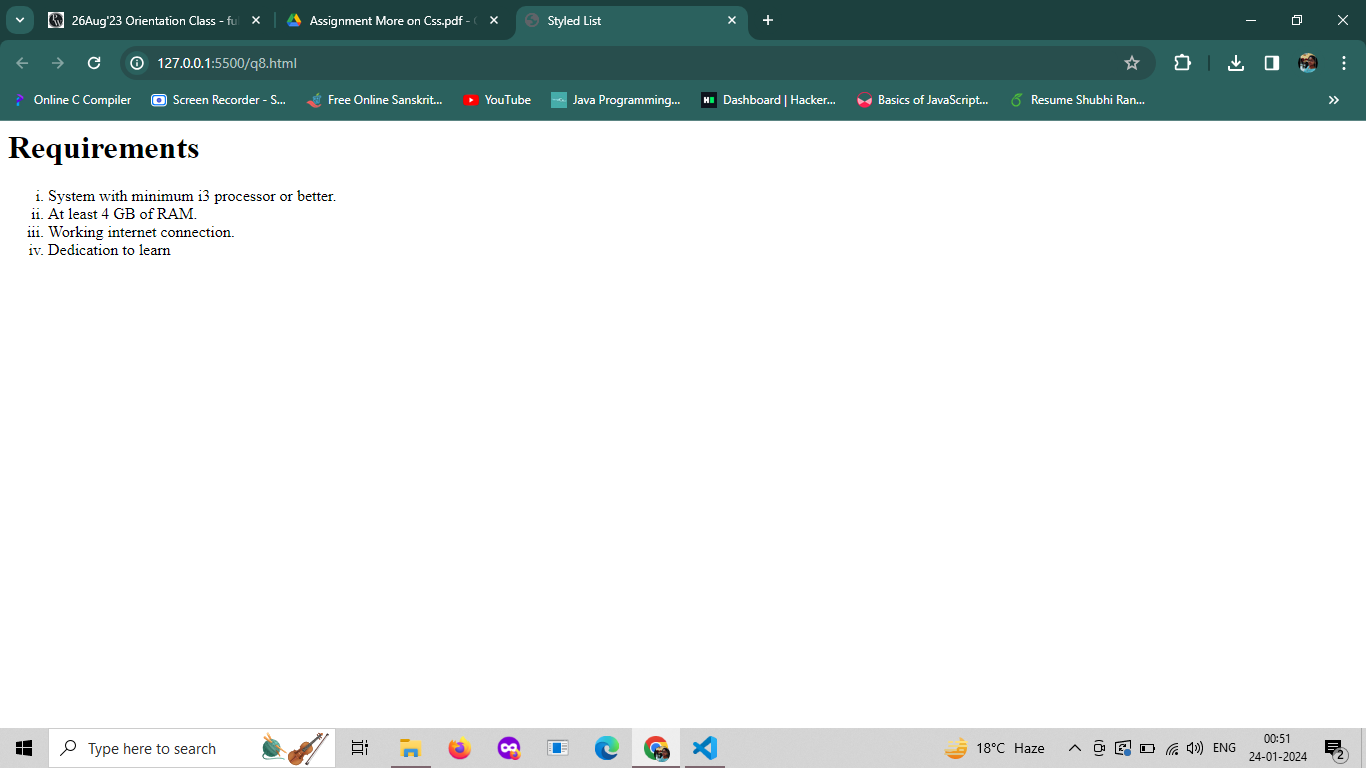 26Aug'23 Orientation Class - ful
Assignment More on Css.pdf -
Styled List
127.0.0.1:5500/q8.html
Online C Compiler
Screen Recorder - S...
Free Online Sanskrit...
YouTube
Java Programming...
Dashboard | Hacker...
Basics of JavaScript...
Resume Shubhi Ran...
Requirements
i. System with minimum i3 processor or better.
ii. At least 4 GB of RAM.
iii. Working internet connection.
iv. Dedication to learn
Type here to search
18°C Haze
ENG
00:51
24-01-2024
2